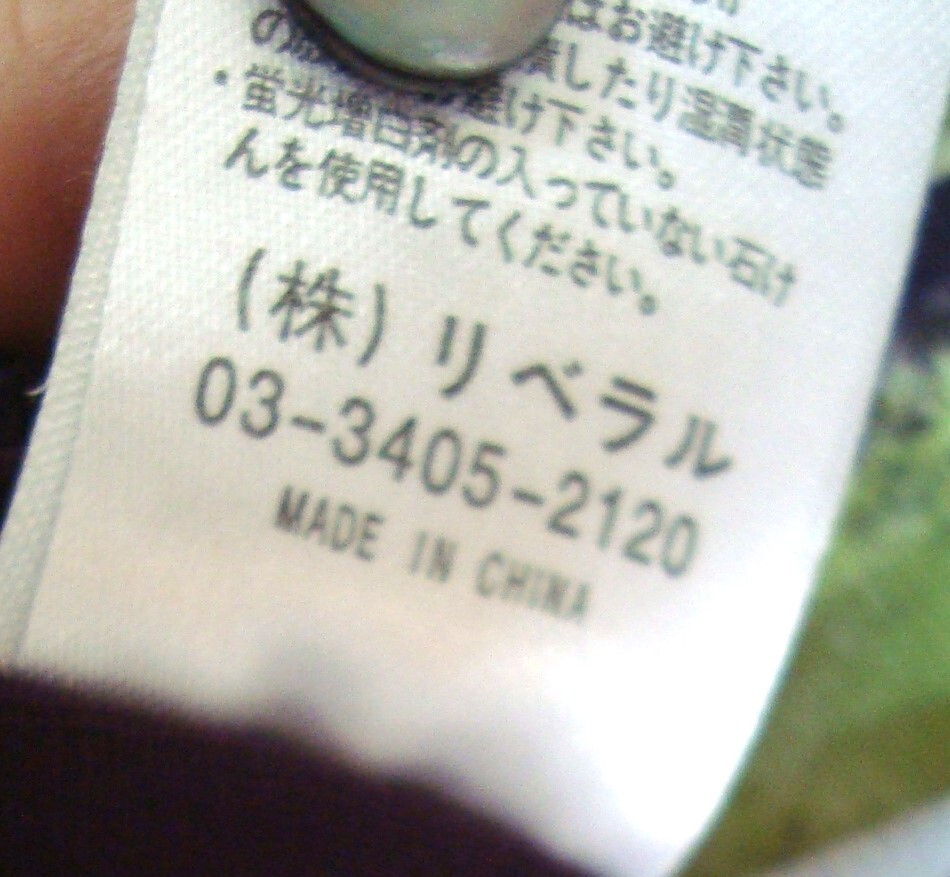 はお避け下さい。
の したり湿潤状態
避け下さい。
・蛍光増白剤の入っていない石け
んを使用してください。
(株)リベラル
03-3405-2120
MADE IN CHINA